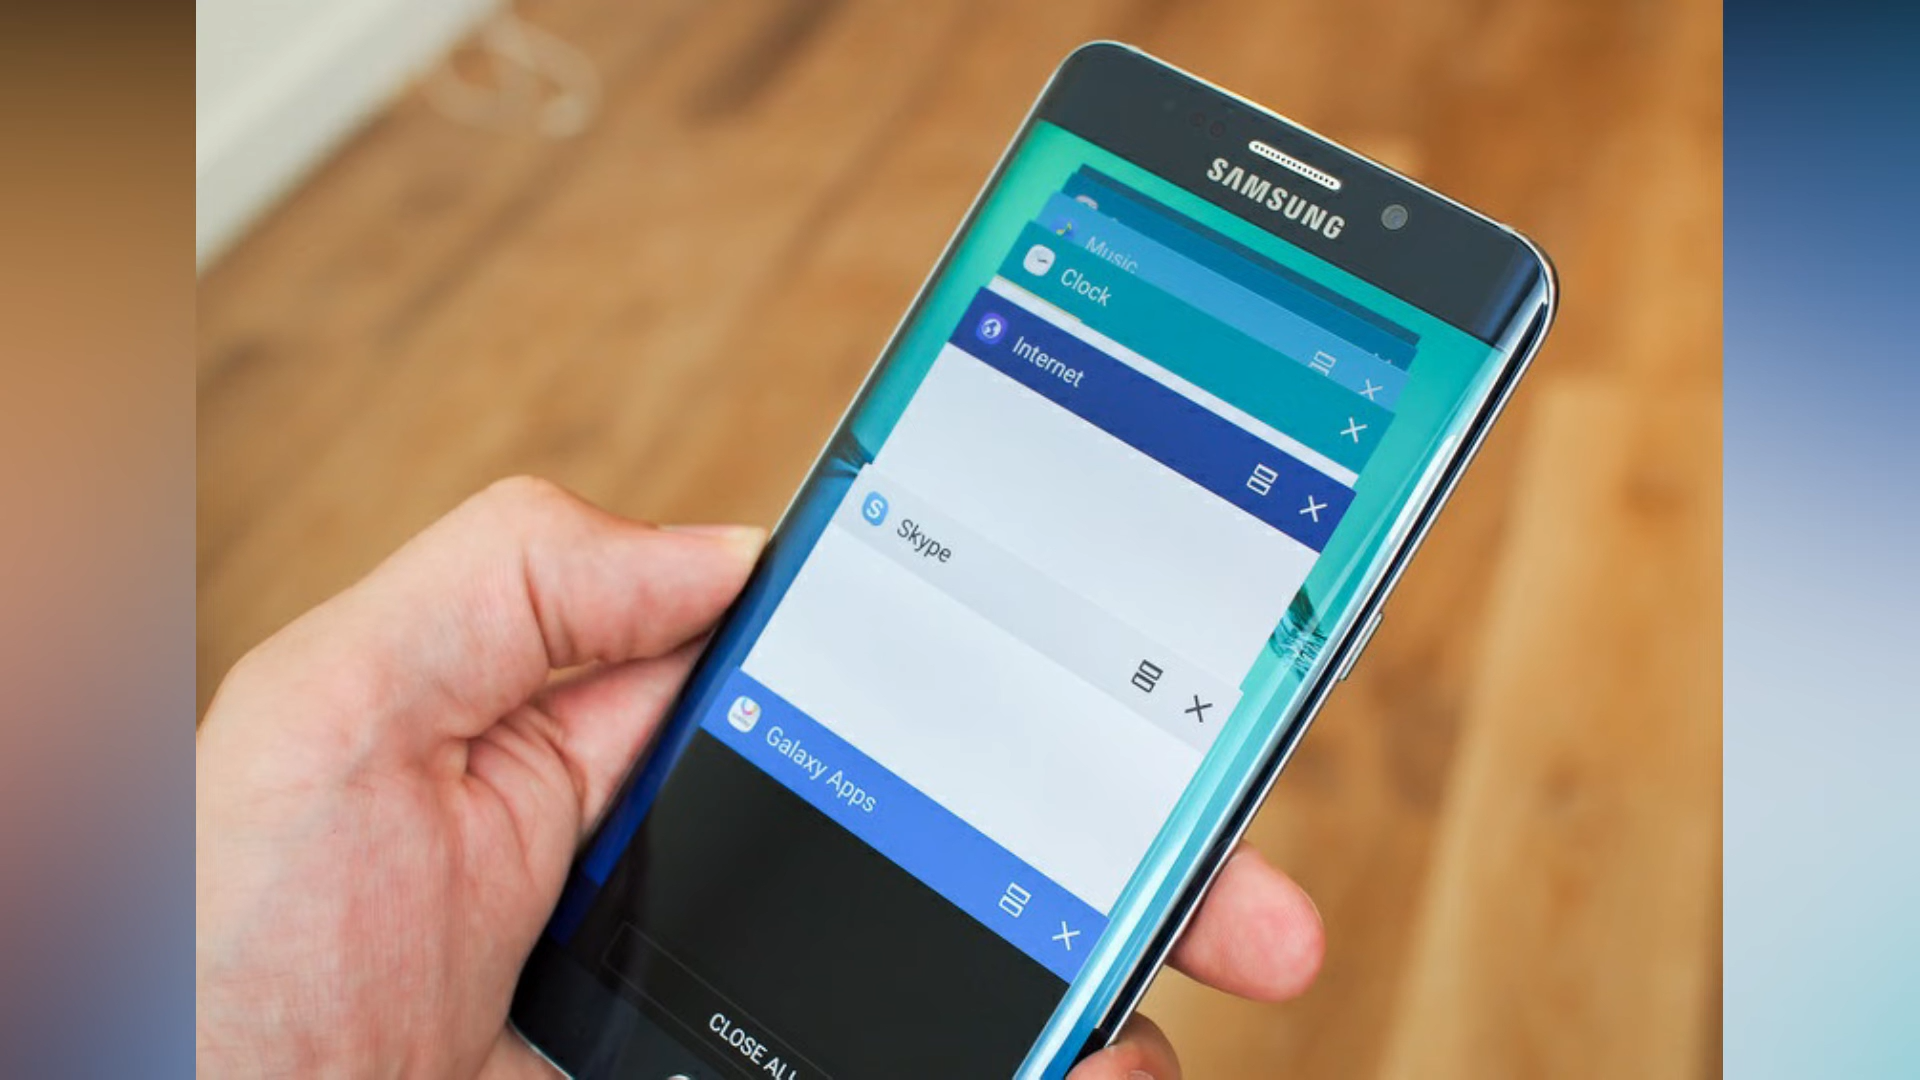 SAMSUNG
Music
Clock
Internet
Skype
Galaxy Apps
CLOSE ALL